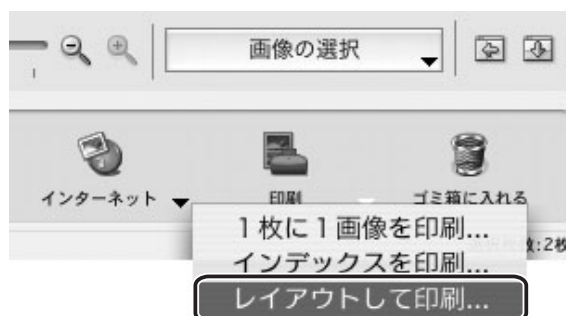 画像の選択
インターネット 印刷 ゴミ箱に入れる
1枚に1画像を印刷...
:2枚
インデックスを印刷...
レイアウトして印刷...